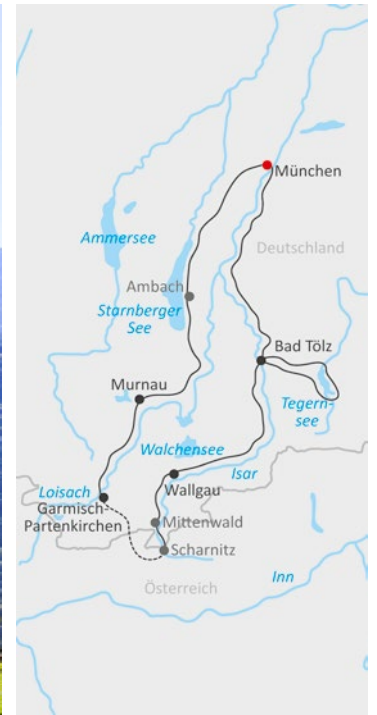 München
Ammersee
Deutschland
Ambach
Starnberger
See
Bad Tölz
Murnau
Tegern-
see
Walchensee
Isar
Loisach
Wallgau
Garmisch-
Partenkirchen
Mittenwald
Scharnitz
Inn
Österreich